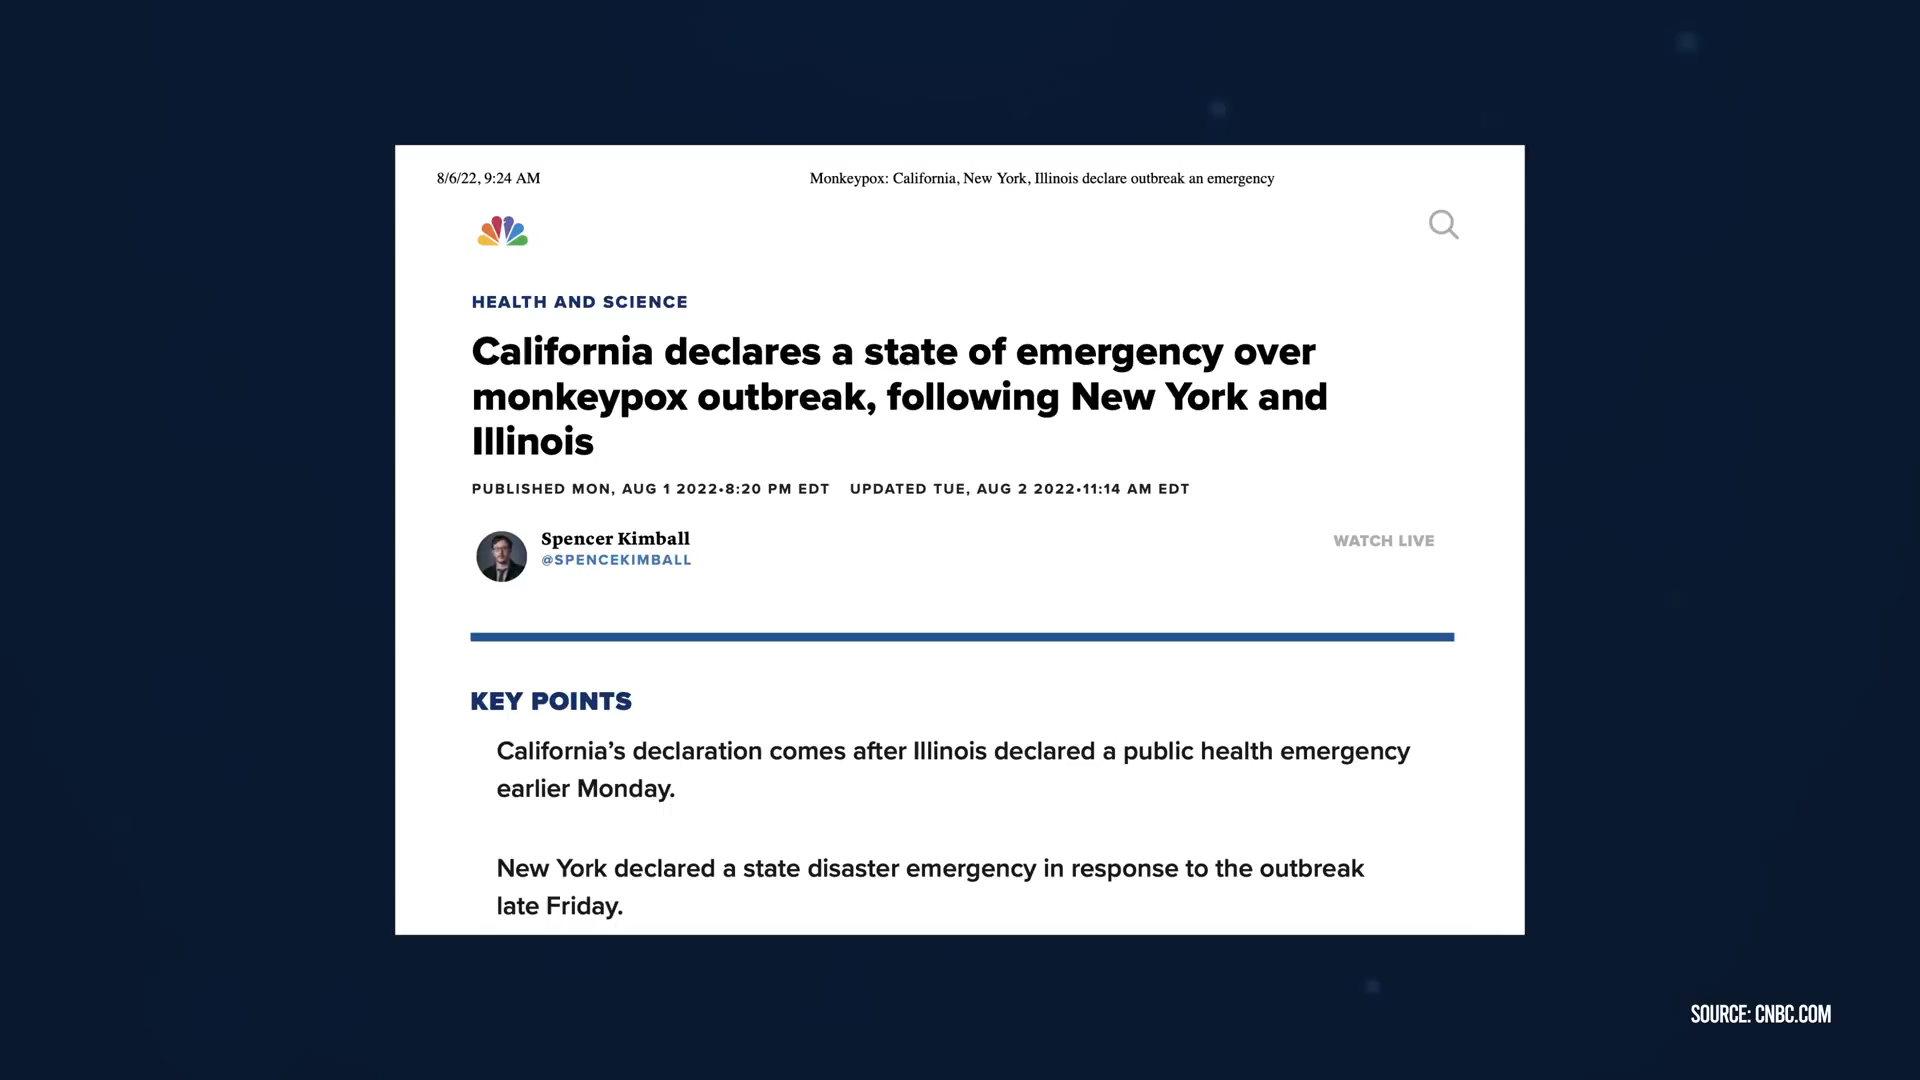 8/6/22, 9:24 AM
Monkeypox: California, New York, Illinois declare outbreak an emergency
HEALTH AND SCIENCE
California declares a state of emergency over
monkeypox outbreak, following New York and
Illinois
PUBLISHED MON, AUG 1 2022•8:20 PM EDT UPDATED TUE, AUG 2 2022•11:14 AM EDT
Spencer Kimball
@SPENCEKIMBALL
WATCH LIVE
KEY POINTS
California’s declaration comes after Illinois declared a public health emergency
earlier Monday.
New York declared a state disaster emergency in response to the outbreak
late Friday.
SOURCE: CNBC.COM